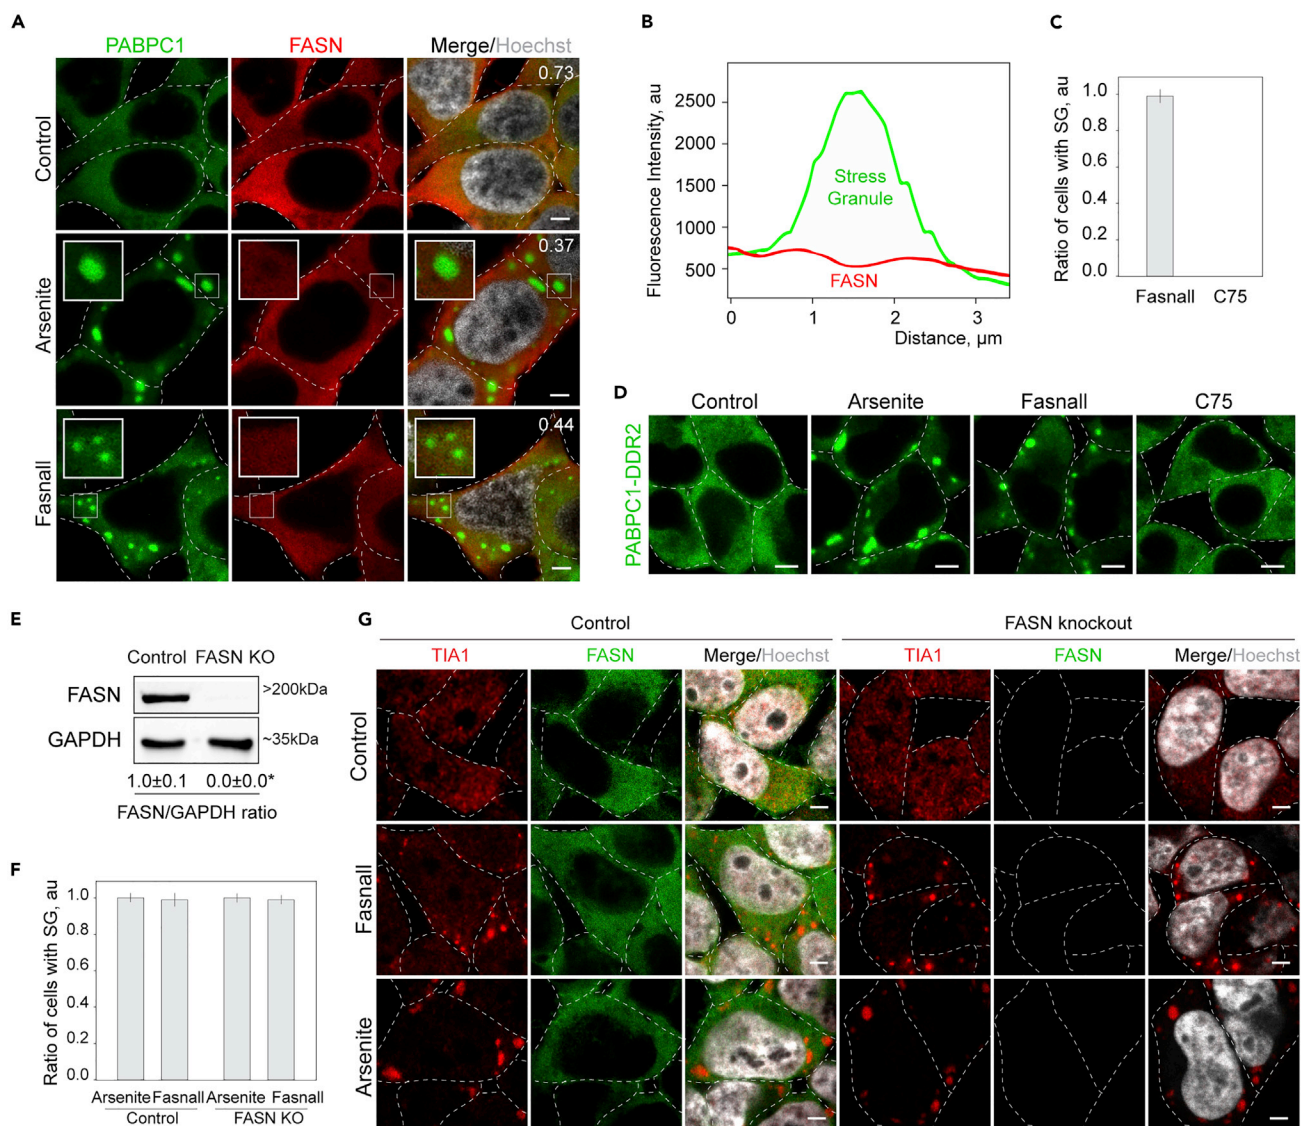 A
PABPC1 FASN Merge/Hoechst
Control
0.73
Arsenite
0.37
Fasnall
0.44
B
Fluorescence Intensity, au
2500
2000
1500
1000
500
Stress
Granule
FASN
0 1 2 3
Distance, µm
C
Ratio of cells with SG, au
1.0
0.8
0.6
0.4
0.2
0.0
Fasnall C75
D
Control Arsenite Fasnall C75
PABPC1-DDR2
E
Control FASN KO
FASN >200kDa
GAPDH ~35kDa
1.0±0.1 0.0±0.0*
FASN/GAPDH ratio
F
Ratio of cells with SG, au
1.0
0.8
0.6
0.4
0.2
0.0
Arsenite Fasnall Arsenite Fasnall
Control FASN KO
G
Control FASN knockout
TIA1 FASN Merge/Hoechst TIA1 FASN Merge/Hoechst
Control
Fasnall
Arsenite